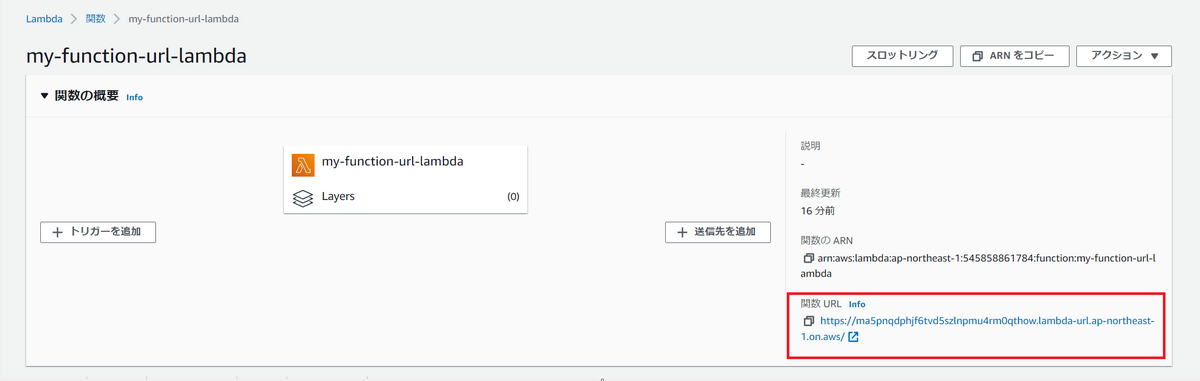 Lambda > 関数 > my-function-url-lambda
my-function-url-lambda
スロットリング
ARN をコピー
アクション
関数の概要 Info
my-function-url-lambda
Layers (0)
トリガーを追加
送信先を追加
説明
-
最終更新
16 分前
関数の ARN
arn:aws:lambda:ap-northeast-1:545858861784:function:my-function-url-l
ambda
関数 URL Info
https://ma5pnqdphjf6tvd5szlnpmu4rm0qthow.lambda-url.ap-northeast-
1.on.aws/